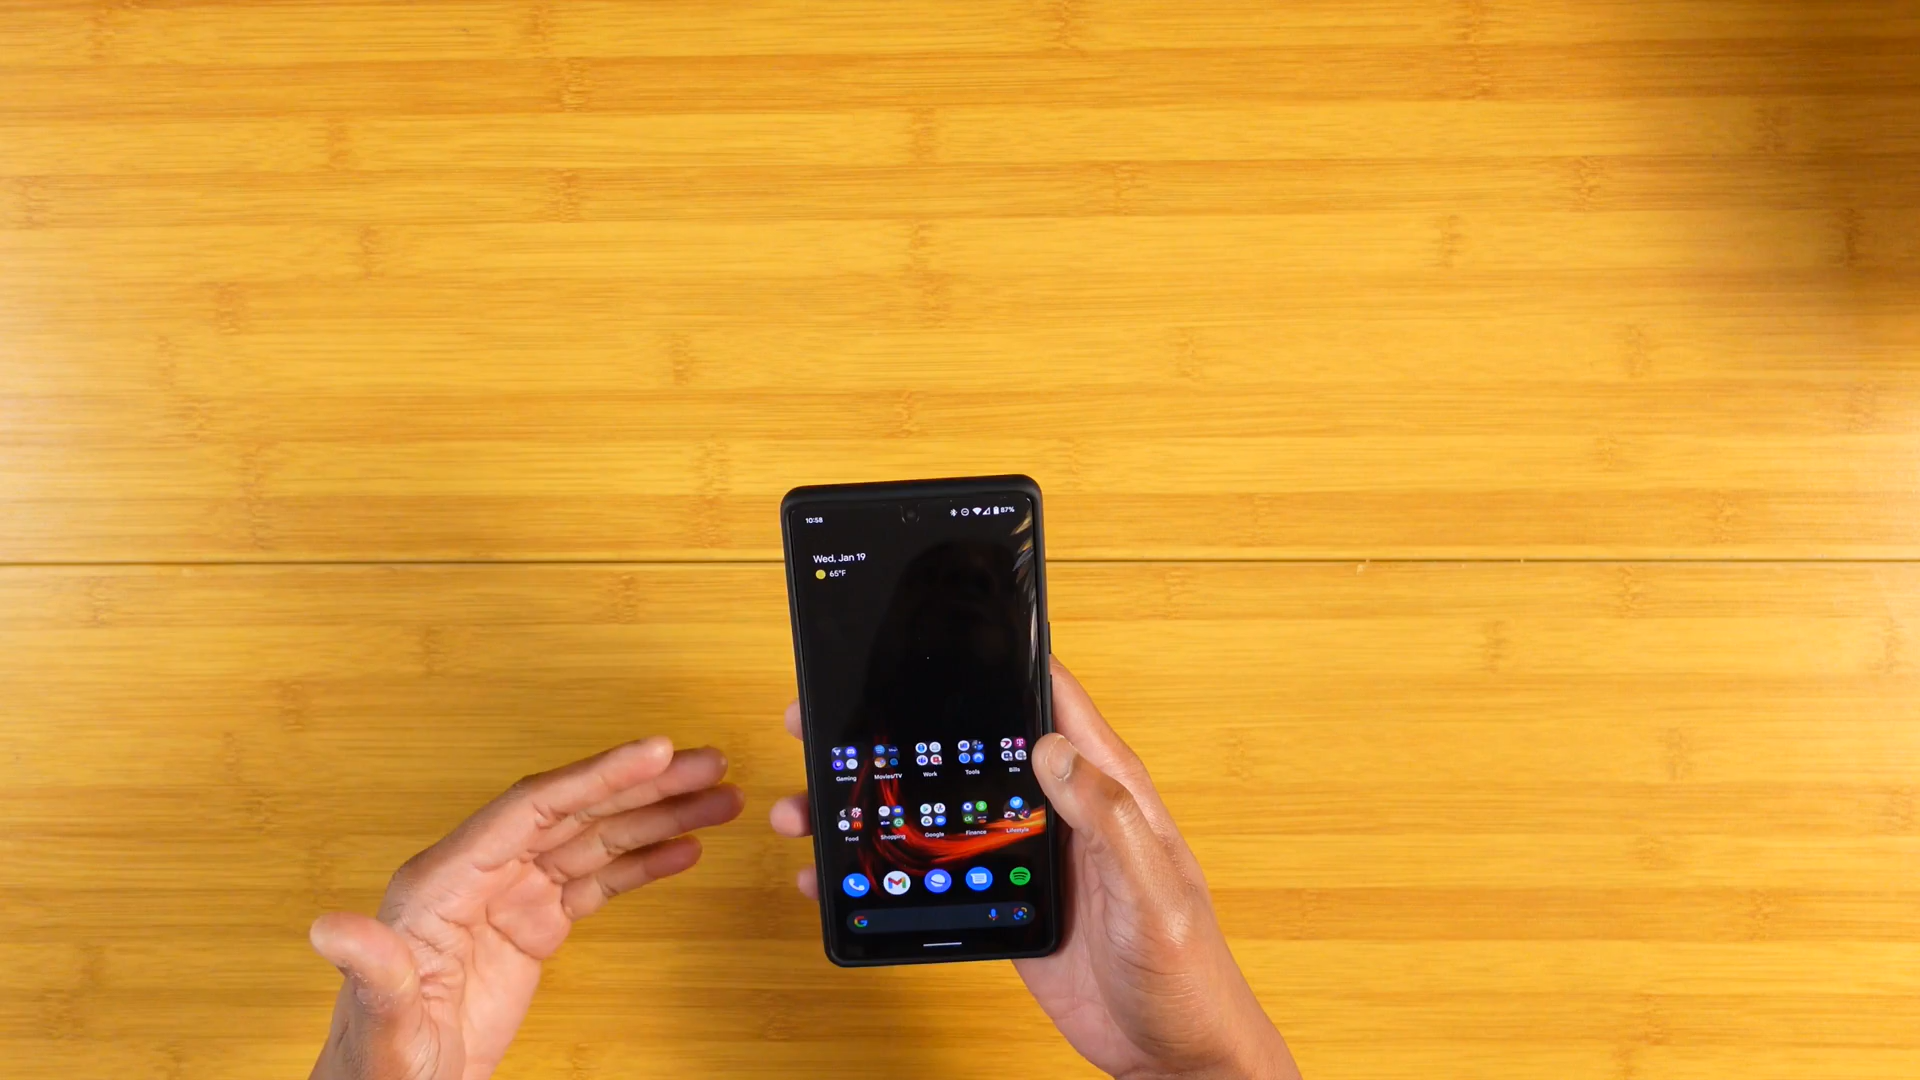 10:58 87%
Wed, Jan 19
65°F
Gaming Movies/TV Work Tools Bills
Food Shopping Google Finance Lifestyle